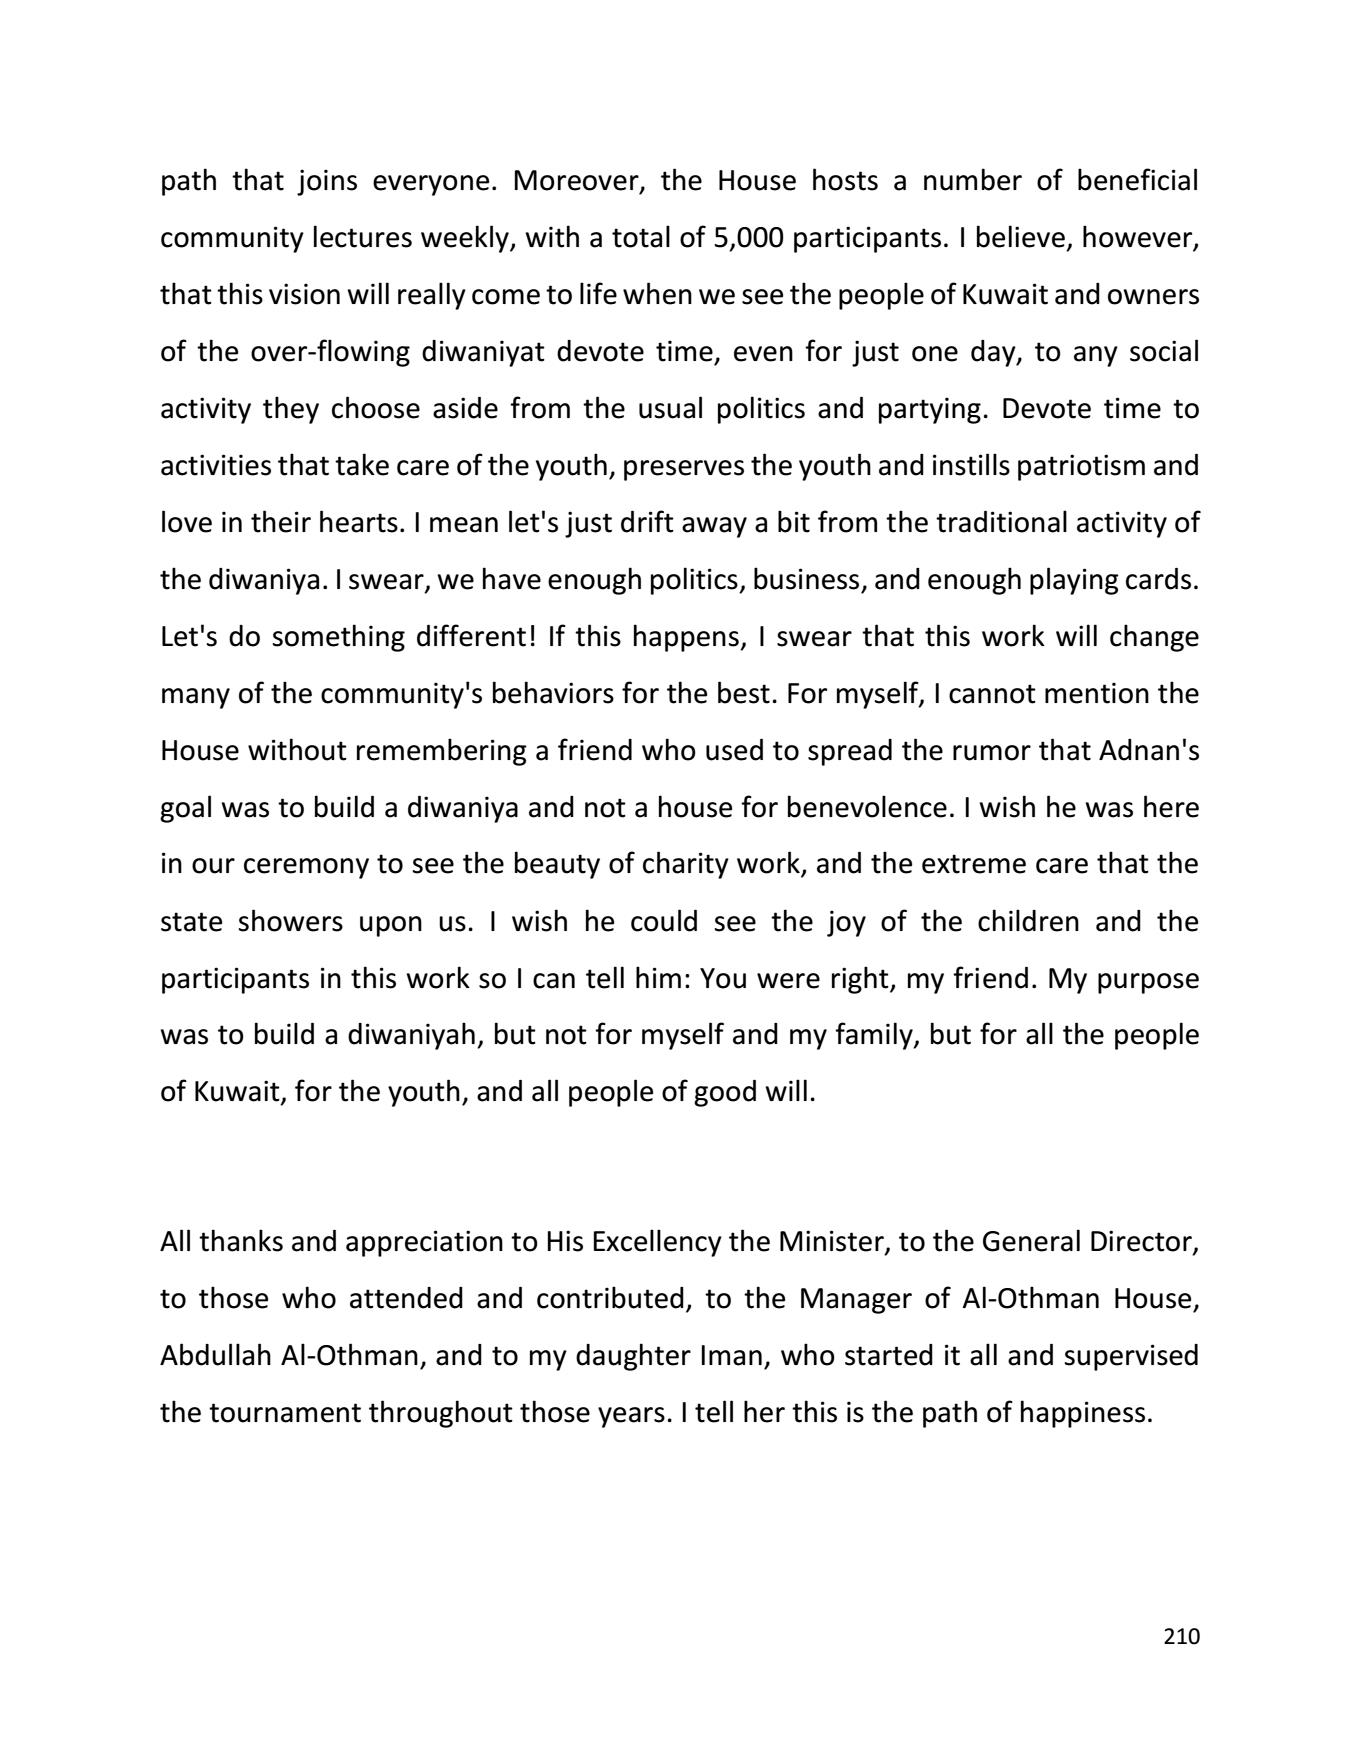 path that joins everyone. Moreover, the House hosts a number of beneficial
community lectures weekly, with a total of 5,000 participants. I believe, however,
that this vision will really come to life when we see the people of Kuwait and owners
of the over-flowing diwaniyat devote time, even for just one day, to any social
activity they choose aside from the usual politics and partying. Devote time to
activities that take care of the youth, preserves the youth and instills patriotism and
love in their hearts. I mean let's just drift away a bit from the traditional activity of
the diwaniya. I swear, we have enough politics, business, and enough playing cards.
Let's do something different! If this happens, I swear that this work will change
many of the community's behaviors for the best. For myself, I cannot mention the
House without remembering a friend who used to spread the rumor that Adnan's
goal was to build a diwaniya and not a house for benevolence. I wish he was here
in our ceremony to see the beauty of charity work, and the extreme care that the
state showers upon us. I wish he could see the joy of the children and the
participants in this work so I can tell him: You were right, my friend. My purpose
was to build a diwaniyah, but not for myself and my family, but for all the people
of Kuwait, for the youth, and all people of good will.
All thanks and appreciation to His Excellency the Minister, to the General Director,
to those who attended and contributed, to the Manager of Al-Othman House,
Abdullah Al-Othman, and to my daughter Iman, who started it all and supervised
the tournament throughout those years. I tell her this is the path of happiness.
210